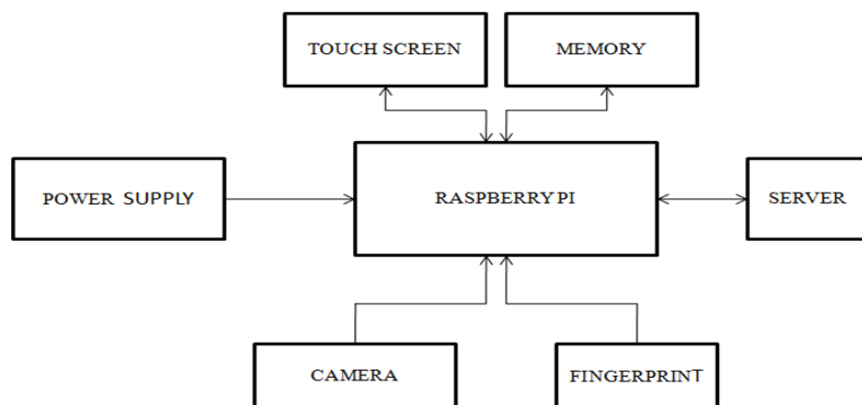 TOUCH SCREEN
MEMORY
POWER SUPPLY
RASPBERRY PI
SERVER
CAMERA
FINGERPRINT